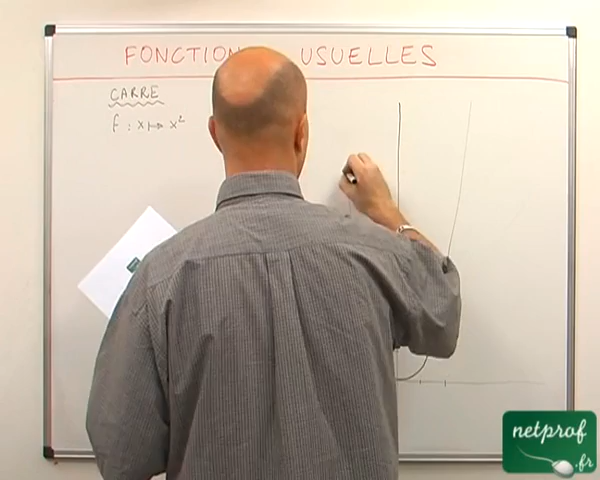 FONCTION USUELLES
CARRE
f : x ↦ x²
netprof
.fr